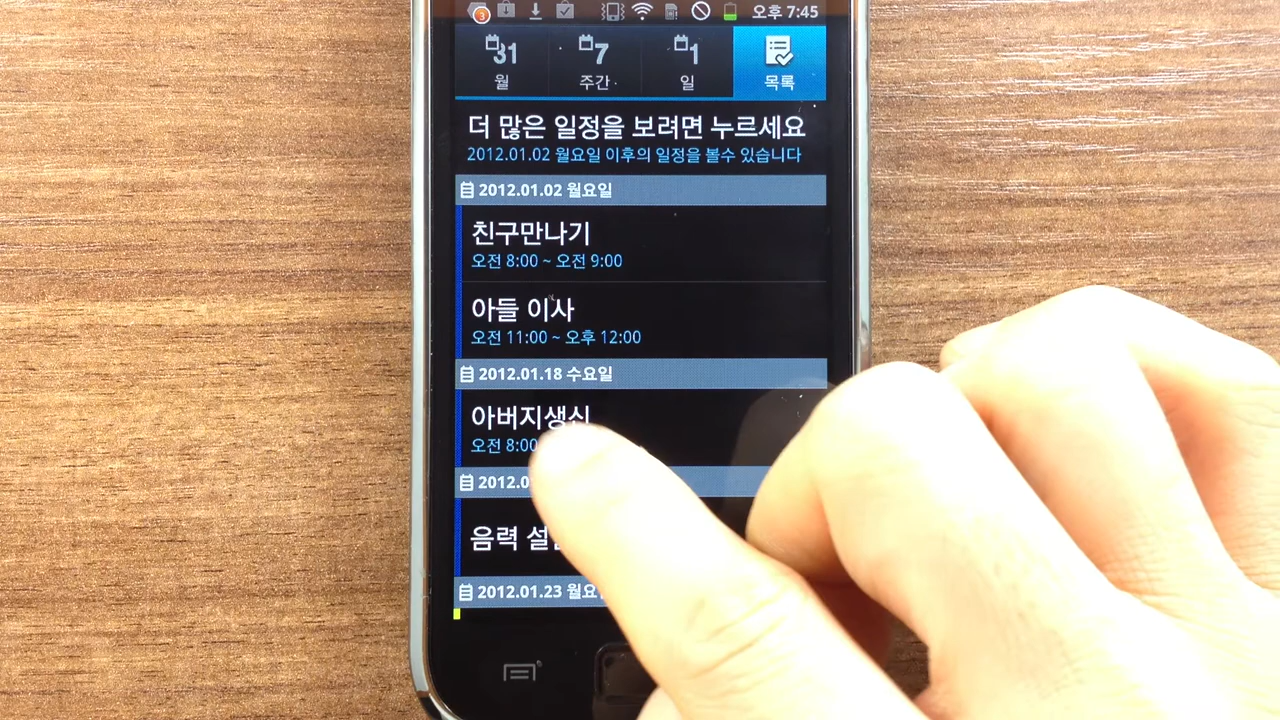 3 오후 7:45
31 7 1
월 주간 일 목록
더 많은 일정을 보려면 누르세요
2012.01.02 월요일 이후의 일정을 볼수 있습니다
2012.01.02 월요일
친구만나기
오전 8:00 ~ 오전 9:00
아들 이사
오전 11:00 ~ 오후 12:00
2012.01.18 수요일
아버지생신
오전 8:00
2012.0
음력
2012.01.23 월요